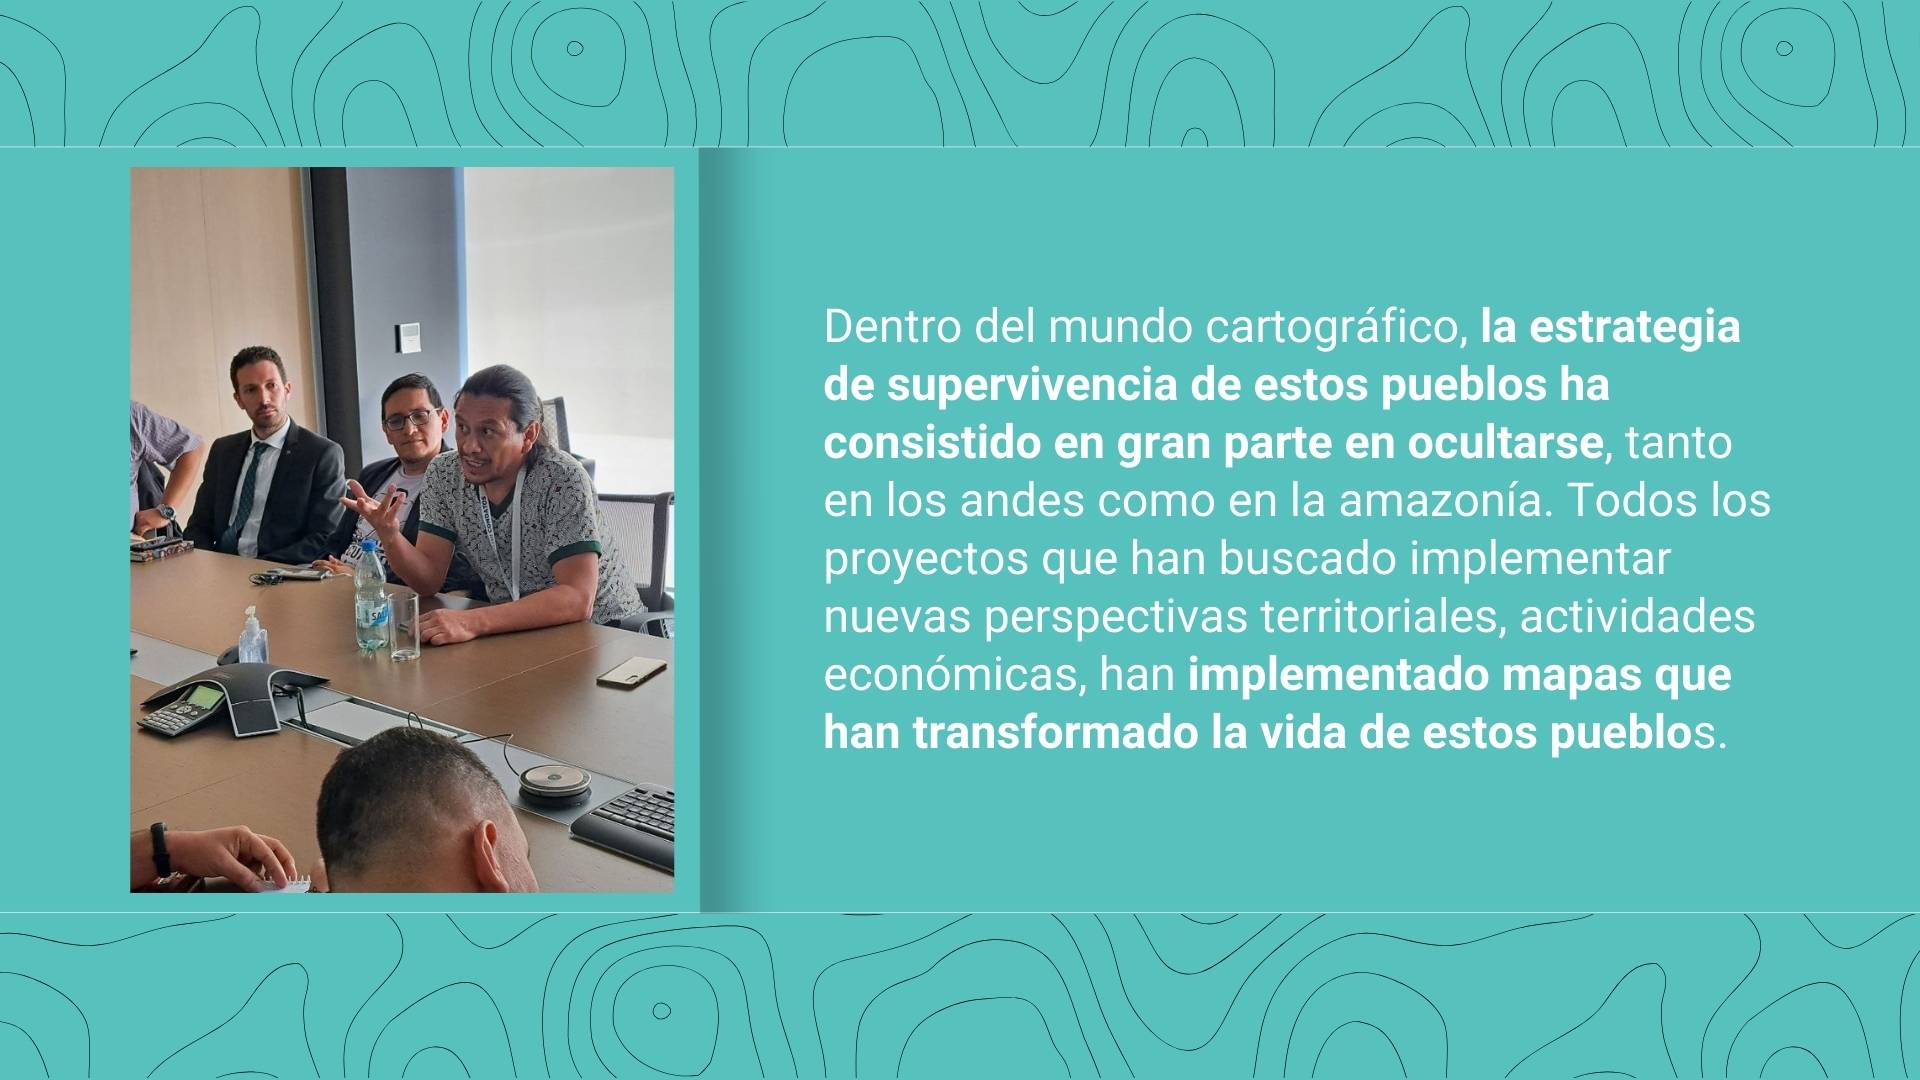 Dentro del mundo cartográfico, la estrategia
de supervivencia de estos pueblos ha
consistido en gran parte en ocultarse, tanto
en los andes como en la amazonía. Todos los
proyectos que han buscado implementar
nuevas perspectivas territoriales, actividades
económicas, han implementado mapas que
han transformado la vida de estos pueblos.